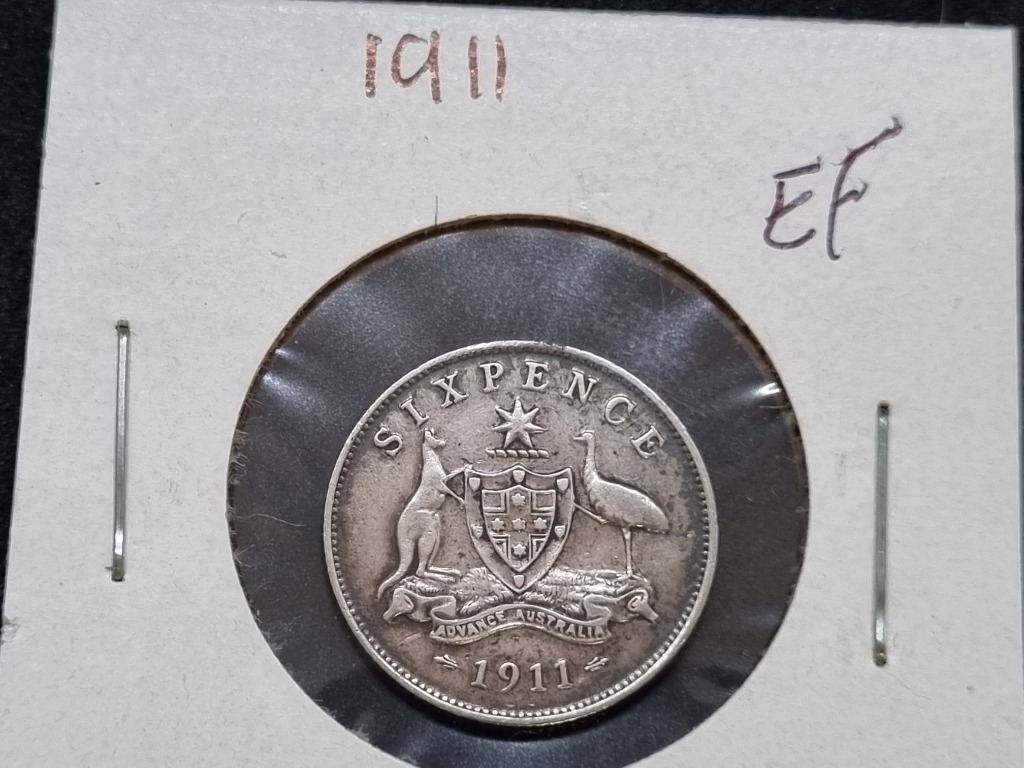 1911
EF
SIXPENCE
ADVANCE AUSTRALIA
1911